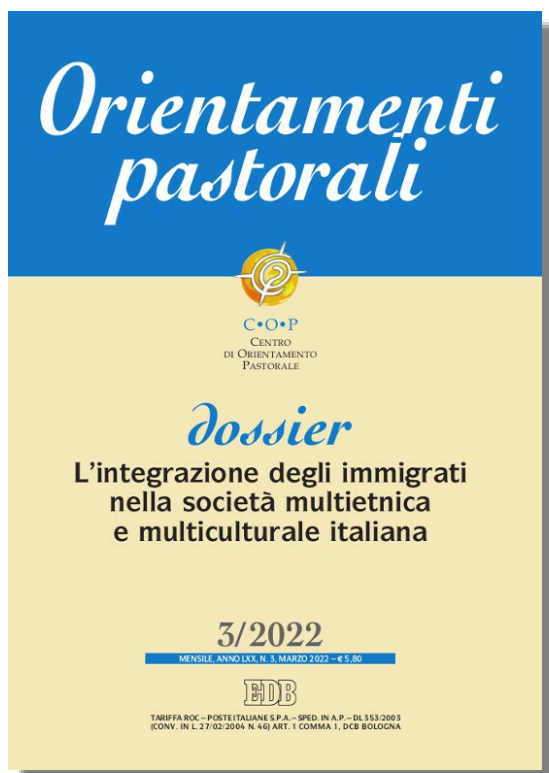 Orientamenti
pastorali
C•O•P
CENTRO
DI ORIENTAMENTO
PASTORALE
dossier
L'integrazione degli immigrati
nella società multietnica
e multiculturale italiana
3/2022
MENSILE, ANNO LXX, N. 3, MARZO 2022 – € 5,80
EDB
TARIFFA ROC – POSTE ITALIANE S.P.A. – SPED. IN A.P. – DL 353/2003
(CONV. IN L. 27/02/2004 N. 46) ART. 1 COMMA 1, DCB BOLOGNA